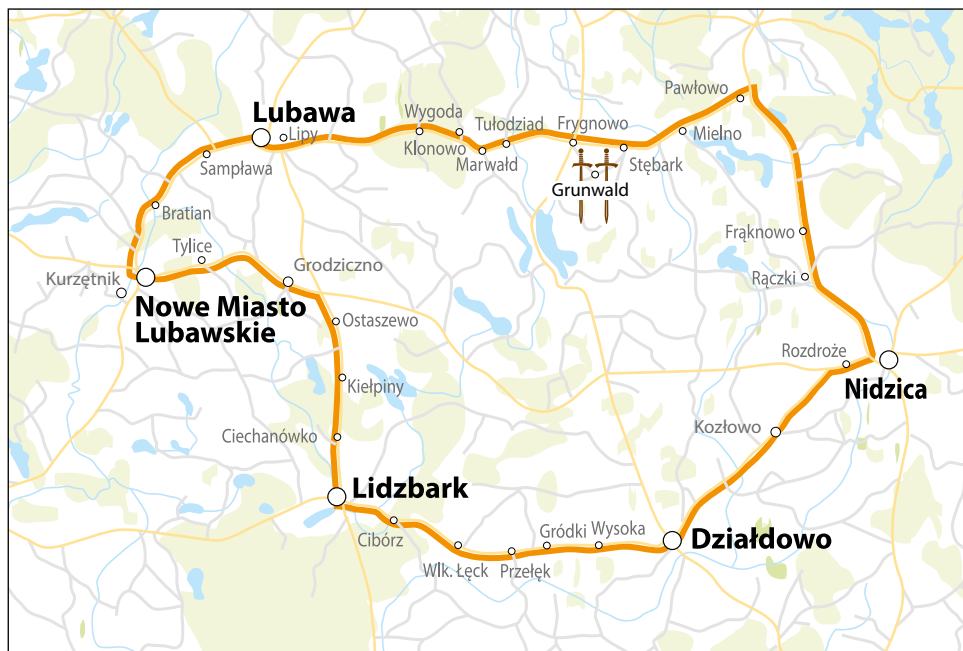 Pawłowo
Wygoda
Lubawa
Tułodziad
Frygnowo
Lipy
Mielno
Klonowo
Marwałd
Sampława
Stębark
Grunwald
Bratian
Frąknowo
Tylice
Grodziczno
Rączki
Kurzętnik
Nowe Miasto
Lubawskie
Ostaszewo
Rozdroże
Kiełpiny
Nidzica
Kozłowo
Ciechanówko
Lidzbark
Gródki
Wysoka
Działdowo
Cibórz
Wlk. Łęck
Przełęk